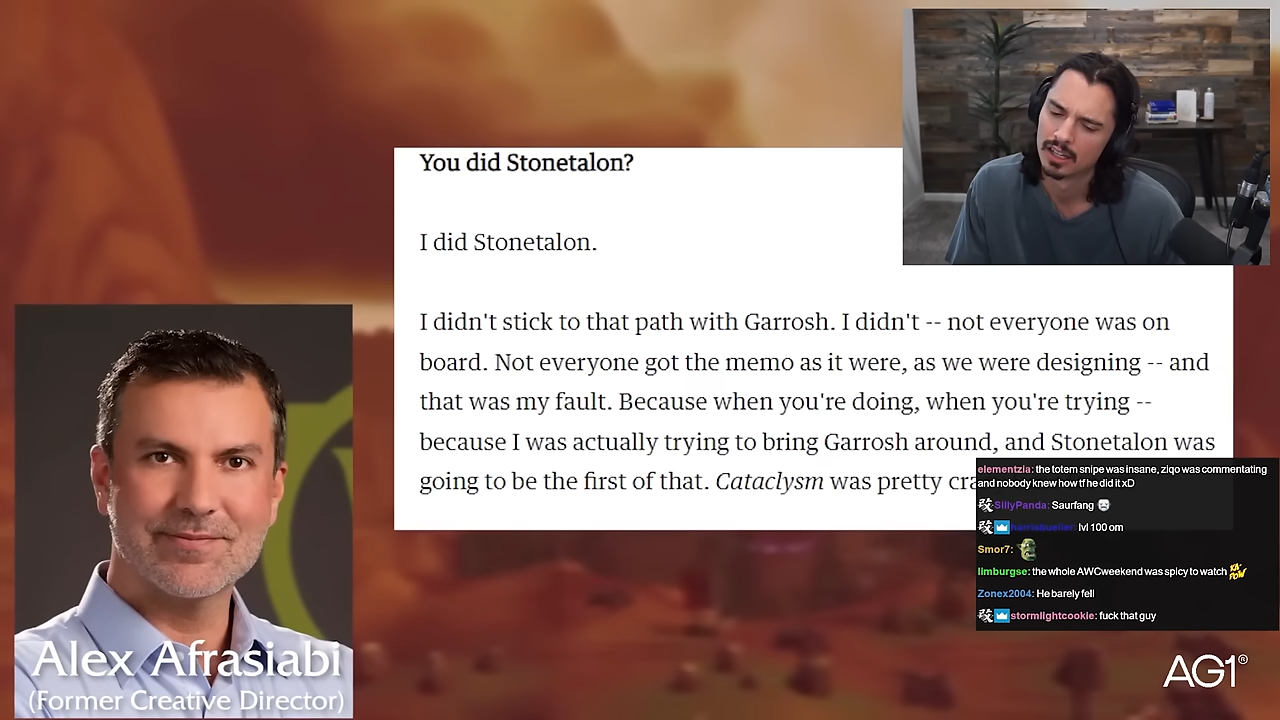 You did Stonetalon?
I did Stonetalon.
I didn't stick to that path with Garrosh. I didn't -- not everyone was on
board. Not everyone got the memo as it were, as we were designing -- and
that was my fault. Because when you're doing, when you're trying --
because I was actually trying to bring Garrosh around, and Stonetalon was
going to be the first of that. Cataclysm was pretty
Alex Afrasiabi
(Former Creative Director)
elementzia: the totem snipe was insane, ziqo was commentating
and nobody knew how tf he did it xD
SillyPanda: Saurfang
harrisbueller: lvl 100 om
Smor7:
limburgse: the whole AWCweekend was spicy to watch
Zonex2004: He barely fell
stormlightcookie: fuck that guy
AG1®